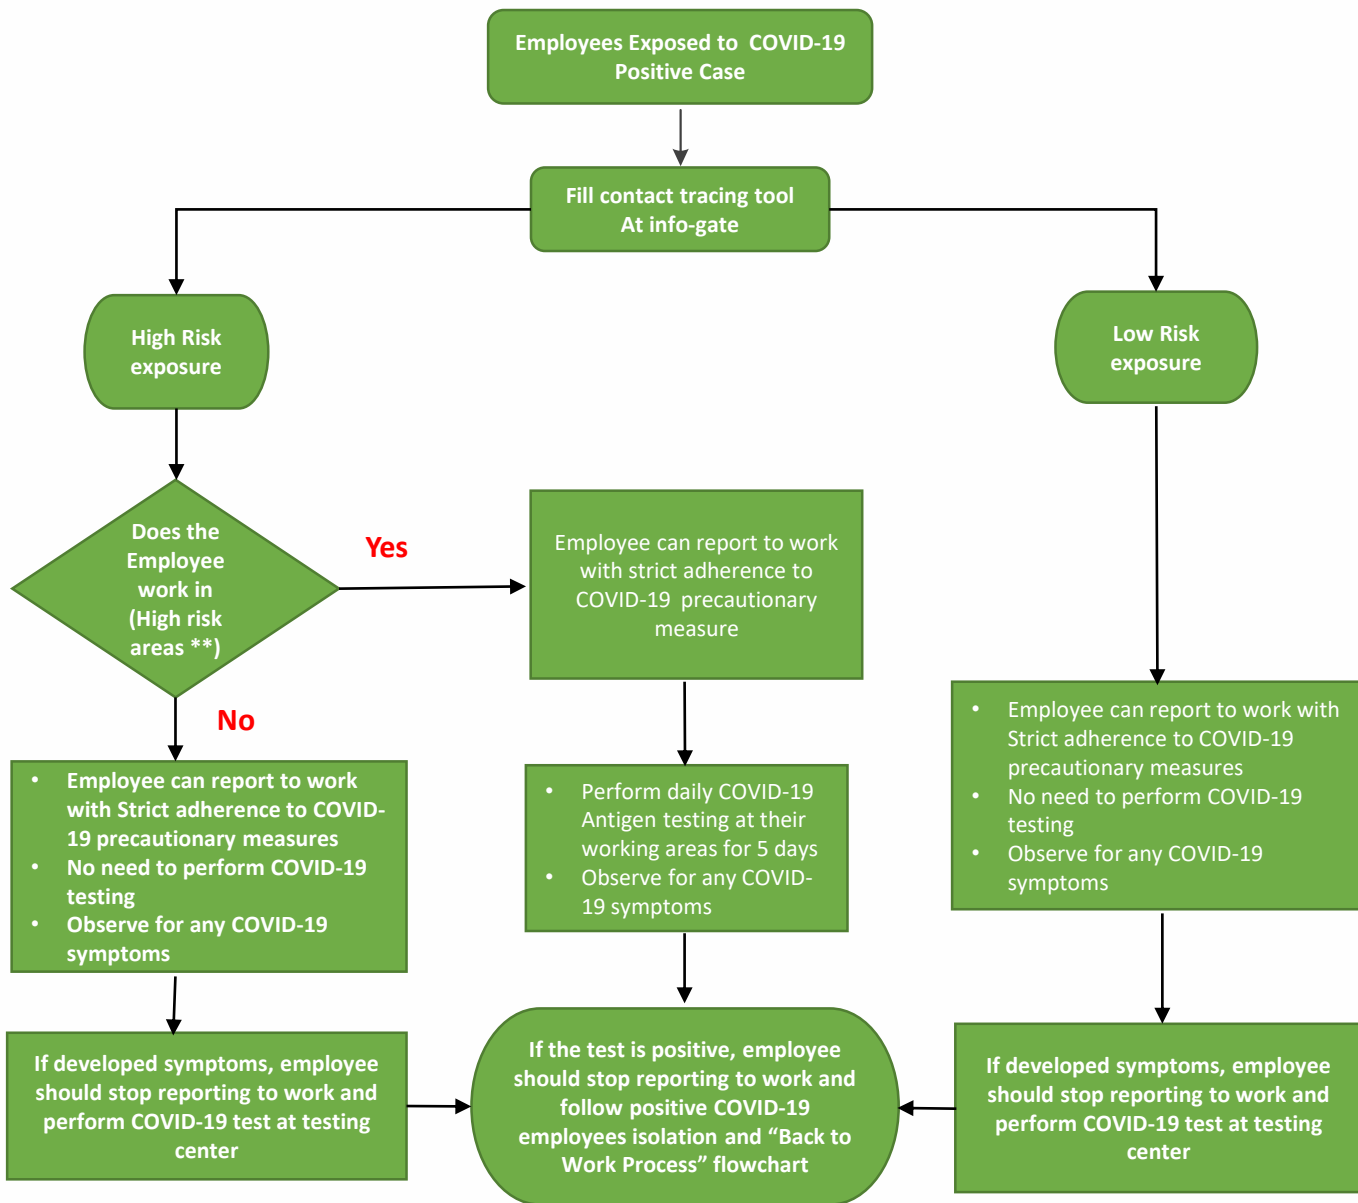 Employees Exposed to COVID-19
Positive Case
Fill contact tracing tool
At info-gate
High Risk
exposure
Low Risk
exposure
Does the
Employee
work in
(High risk
areas **)
Yes
No
Employee can report to work
with strict adherence to
COVID-19 precautionary
measure
• Employee can report to work
with Strict adherence to COVID-
19 precautionary measures
• No need to perform COVID-19
testing
• Observe for any COVID-19
symptoms
• Perform daily COVID-19
Antigen testing at their
working areas for 5 days
• Observe for any COVID-
19 symptoms
• Employee can report to work with
Strict adherence to COVID-19
precautionary measures
• No need to perform COVID-19
testing
• Observe for any COVID-19
symptoms
If developed symptoms, employee
should stop reporting to work and
perform COVID-19 test at testing
center
If the test is positive, employee
should stop reporting to work and
follow positive COVID-19
employees isolation and “Back to
Work Process” flowchart
If developed symptoms, employee
should stop reporting to work and
perform COVID-19 test at testing
center